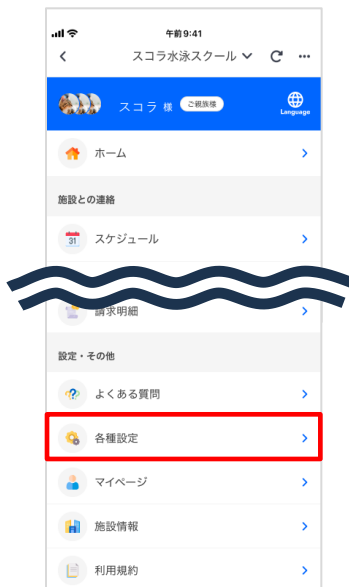 午前9:41
スコラ水泳スクール
スコラ 様 ご親族様
Language
ホーム
施設との連絡
31 スケジュール
請求明細
設定・その他
よくある質問
各種設定
マイページ
施設情報
利用規約